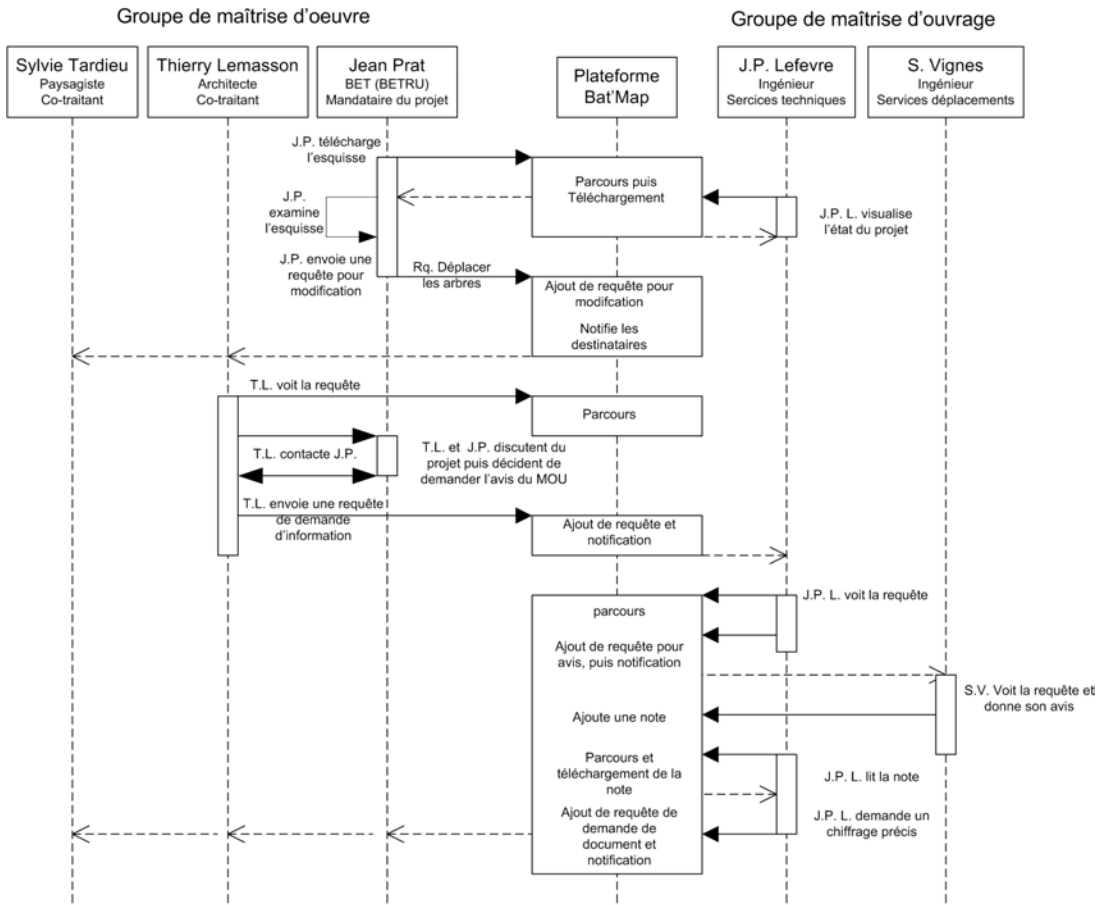 Groupe de maîtrise d'oeuvre
Groupe de maîtrise d'ouvrage
Sylvie Tardieu
Paysagiste
Co-traitant
Thierry Lemasson
Architecte
Co-traitant
Jean Prat
BET (BETRU)
Mandataire du projet
Plateforme
Bat'Map
J.P. Lefevre
Ingénieur
Sercices techniques
S. Vignes
Ingénieur
Services déplacements
J.P. télécharge
l'esquisse
Parcours puis
Téléchargement
J.P.
examine
l'esquisse
J.P. L. visualise
l'état du projet
J.P. envoie une
requête pour
modification
Rq. Déplacer
les arbres
Ajout de requête pour
modifcation
Notifie les
destinataires
T.L. voit la requête
Parcours
T.L. contacte J.P.
T.L. et J.P. discutent du
projet puis décident de
demander l'avis du MOU
T.L. envoie une requête
de demande
d'information
Ajout de requête et
notification
J.P. L. voit la requête
parcours
Ajout de requête pour
avis, puis notification
S.V. Voit la requête et
donne son avis
Ajoute une note
Parcours et
téléchargement de la
note
J.P. L. lit la note
Ajout de requête de
demande de
document et
notification
J.P. L. demande un
chiffrage précis